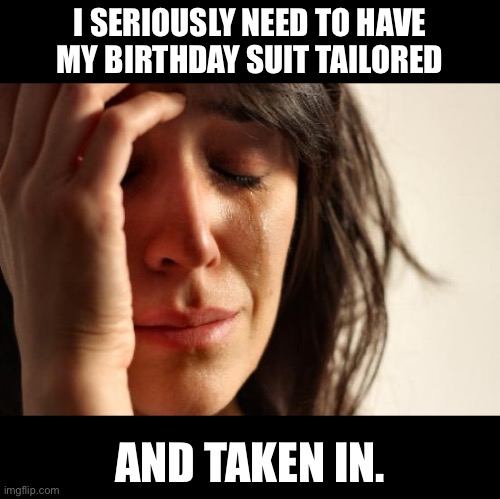 I SERIOUSLY NEED TO HAVE
MY BIRTHDAY SUIT TAILORED
AND TAKEN IN.
imgflip.com